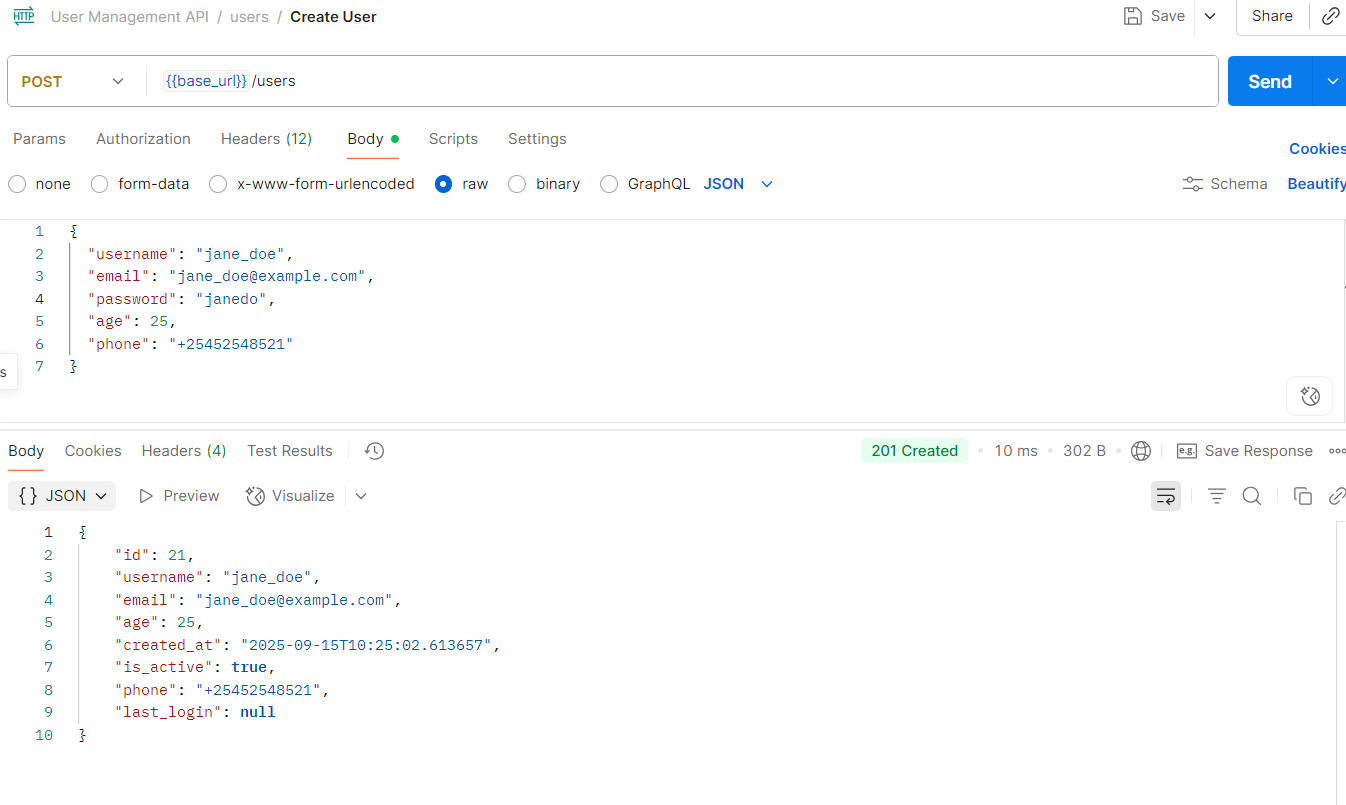 HTTP User Management API / users / Create User Save Share
POST {{base_url}} /users Send
Params Authorization Headers (12) Body Scripts Settings Cookies
none form-data x-www-form-urlencoded raw binary GraphQL JSON Schema Beautify
1 {
2 "username": "jane_doe",
3 "email": "jane_doe@example.com",
4 "password": "janedo",
5 "age": 25,
6 "phone": "+25452548521"
s
7 }
Body Cookies Headers (4) Test Results 201 Created 10 ms 302 B e.g. Save Response
{} JSON Preview Visualize
1 {
2 "id": 21,
3 "username": "jane_doe",
4 "email": "jane_doe@example.com",
5 "age": 25,
6 "created_at": "2025-09-15T10:25:02.613657",
7 "is_active": true,
8 "phone": "+25452548521",
9 "last_login": null
10 }